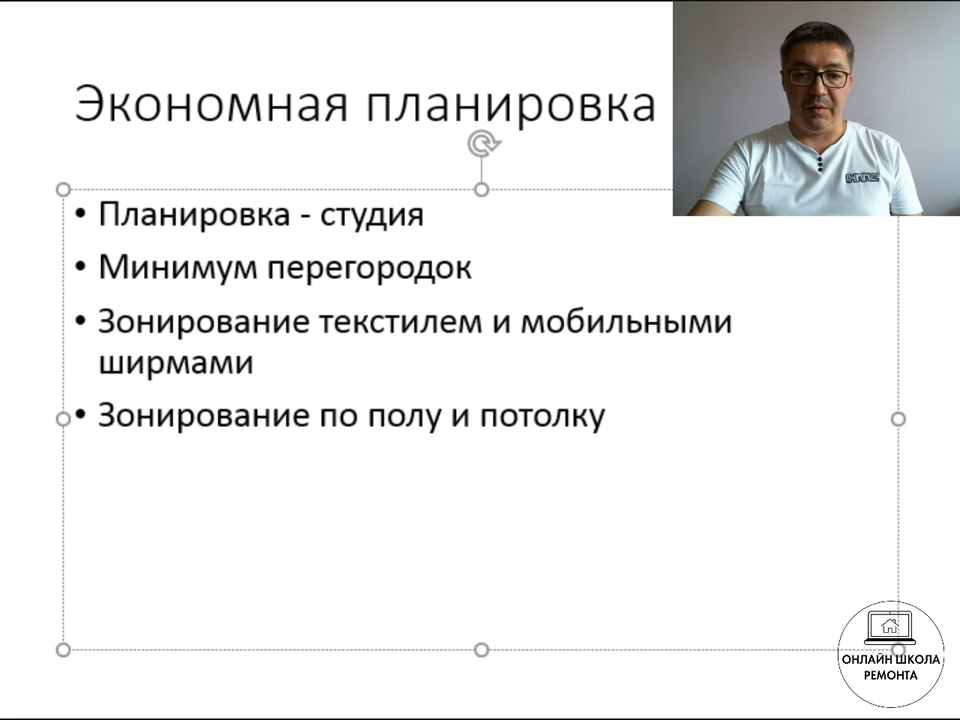 Экономная планировка
• Планировка - студия
• Минимум перегородок
• Зонирование текстилем и мобильными
ширмами
• Зонирование по полу и потолку
ОНЛАЙН ШКОЛА
РЕМОНТА